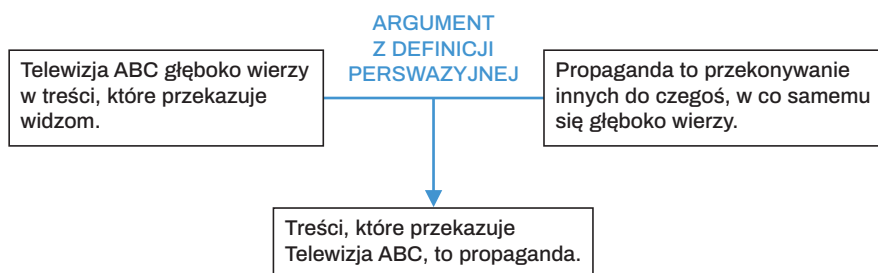 ARGUMENT
Z DEFINICJI
PERSWAZYJNEJ
Telewizja ABC głęboko wierzy
w treści, które przekazuje
widzom.
Propaganda to przekonywanie
innych do czegoś, w co samemu
się głęboko wierzy.
Treści, które przekazuje
Telewizja ABC, to propaganda.